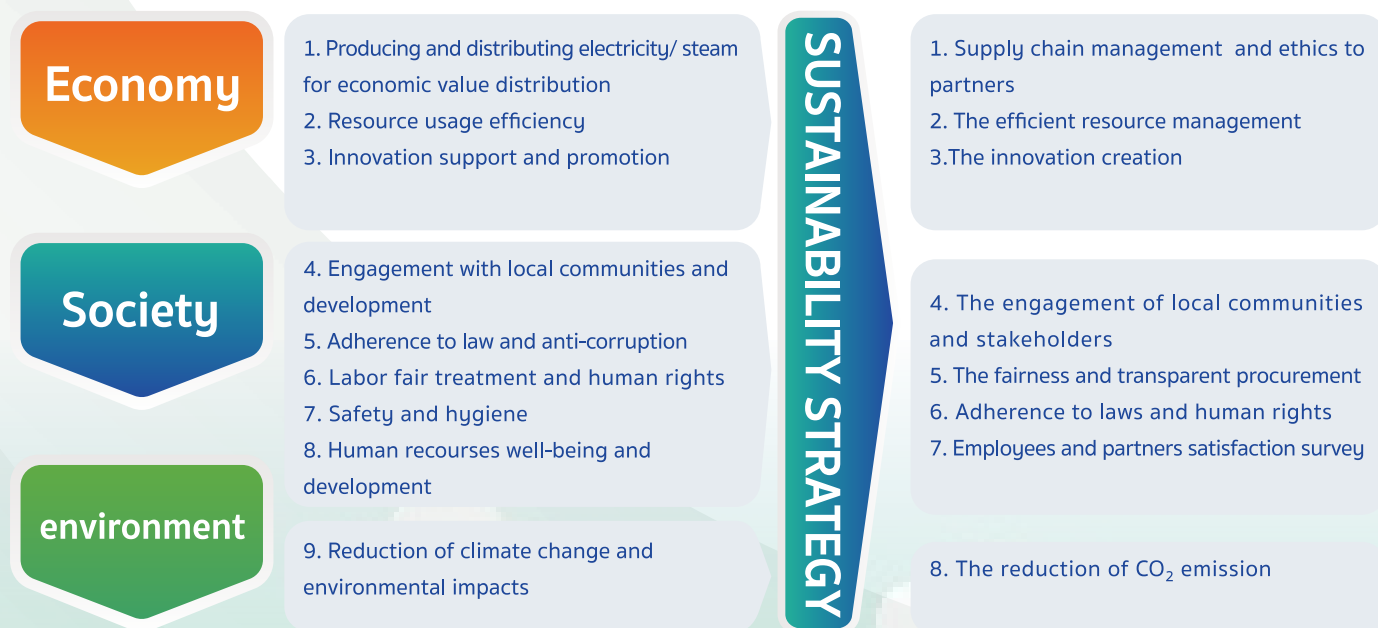 Economy
1. Producing and distributing electricity/ steam
for economic value distribution
2. Resource usage efficiency
3. Innovation support and promotion
Society
4. Engagement with local communities and
development
5. Adherence to law and anti-corruption
6. Labor fair treatment and human rights
7. Safety and hygiene
8. Human recourses well-being and
development
environment
9. Reduction of climate change and
environmental impacts
SUSTAINABILITY STRATEGY
1. Supply chain management and ethics to
partners
2. The efficient resource management
3.The innovation creation
4. The engagement of local communities
and stakeholders
5. The fairness and transparent procurement
6. Adherence to laws and human rights
7. Employees and partners satisfaction survey
8. The reduction of CO₂ emission